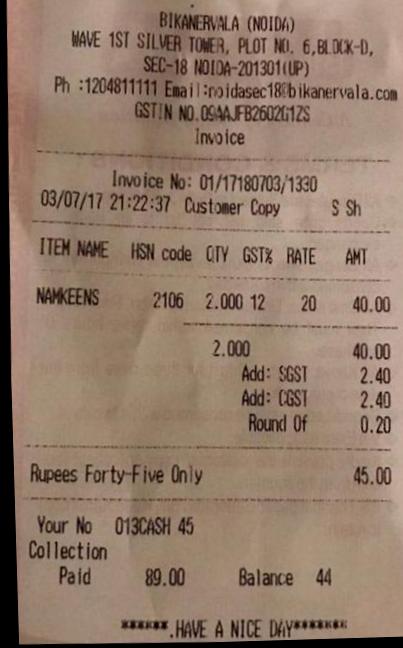 BIKANERVALA (NOIDA)
WAVE 1ST SILVER TOWER, PLOT NO. 6,BLOCK-D,
SEC-18 NOIDA-201301(UP)
Ph :1204811111 Email:noidasec18@bikanervala.com
GSTIN NO.09AAJFB2602G1ZS
Invoice
Invoice No: 01/17180703/1330
03/07/17 21:22:37 Customer Copy S Sh
ITEM NAME HSN code QTY GST% RATE AMT
NAMKEENS 2106 2.000 12 20 40.00
2.000 40.00
Add: SGST 2.40
Add: CGST 2.40
Round Of 0.20
Rupees Forty-Five Only 45.00
Your No 013CASH 45
Collection
Paid 89.00 Balance 44
******.HAVE A NICE DAY*******